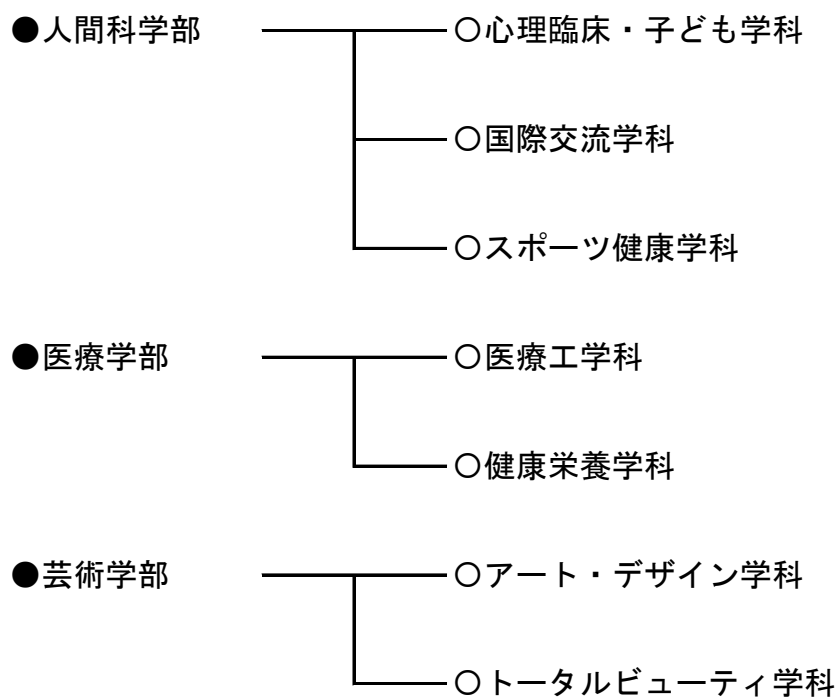 ●人間科学部 ○心理臨床・子ども学科
○国際交流学科
○スポーツ健康学科
●医療学部 ○医療工学科
○健康栄養学科
●芸術学部 ○アート・デザイン学科
○トータルビューティ学科